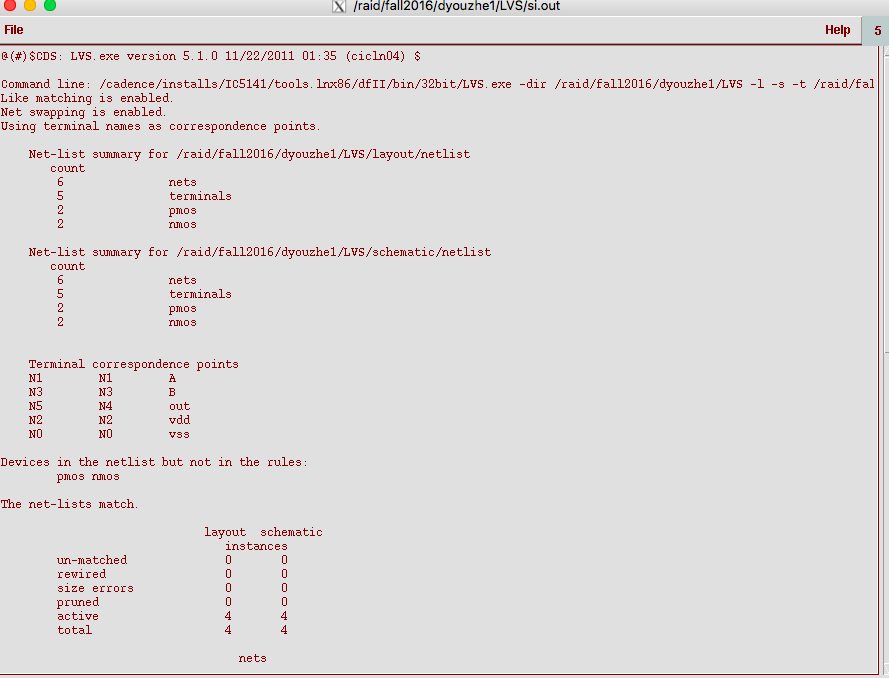 /raid/fall2016/dyouzhe1/LVS/si.out
File Help 5
@(#)$CDS: LVS.exe version 5.1.0 11/22/2011 01:35 (cicln04) $
Command line: /cadence/installs/IC5141/tools.lnx86/dfII/bin/32bit/LVS.exe -dir /raid/fall2016/dyouzhe1/LVS -l -s -t /raid/fal
Like matching is enabled.
Net swapping is enabled.
Using terminal names as correspondence points.
Net-list summary for /raid/fall2016/dyouzhe1/LVS/layout/netlist
count
6 nets
5 terminals
2 pmos
2 nmos
Net-list summary for /raid/fall2016/dyouzhe1/LVS/schematic/netlist
count
6 nets
5 terminals
2 pmos
2 nmos
Terminal correspondence points
N1 N1 A
N3 N3 B
N5 N4 out
N2 N2 vdd
N0 N0 vss
Devices in the netlist but not in the rules:
pmos nmos
The net-lists match.
layout schematic
instances
un-matched 0 0
rewired 0 0
size errors 0 0
pruned 0 0
active 4 4
total 4 4
nets